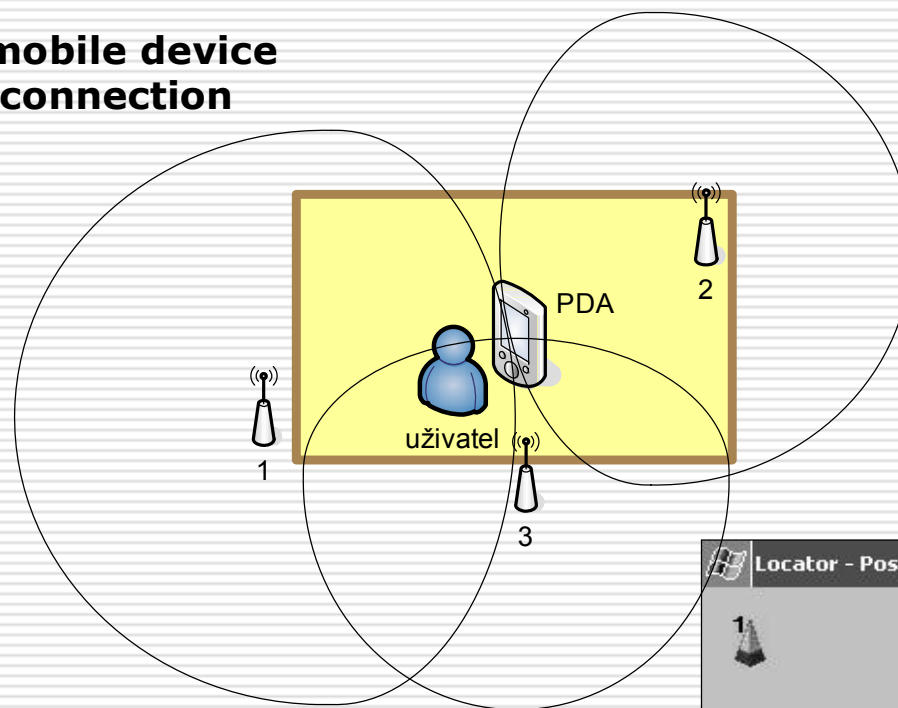 mobile device
connection
PDA
2
uživatel
1
3
Locator - Pos
1